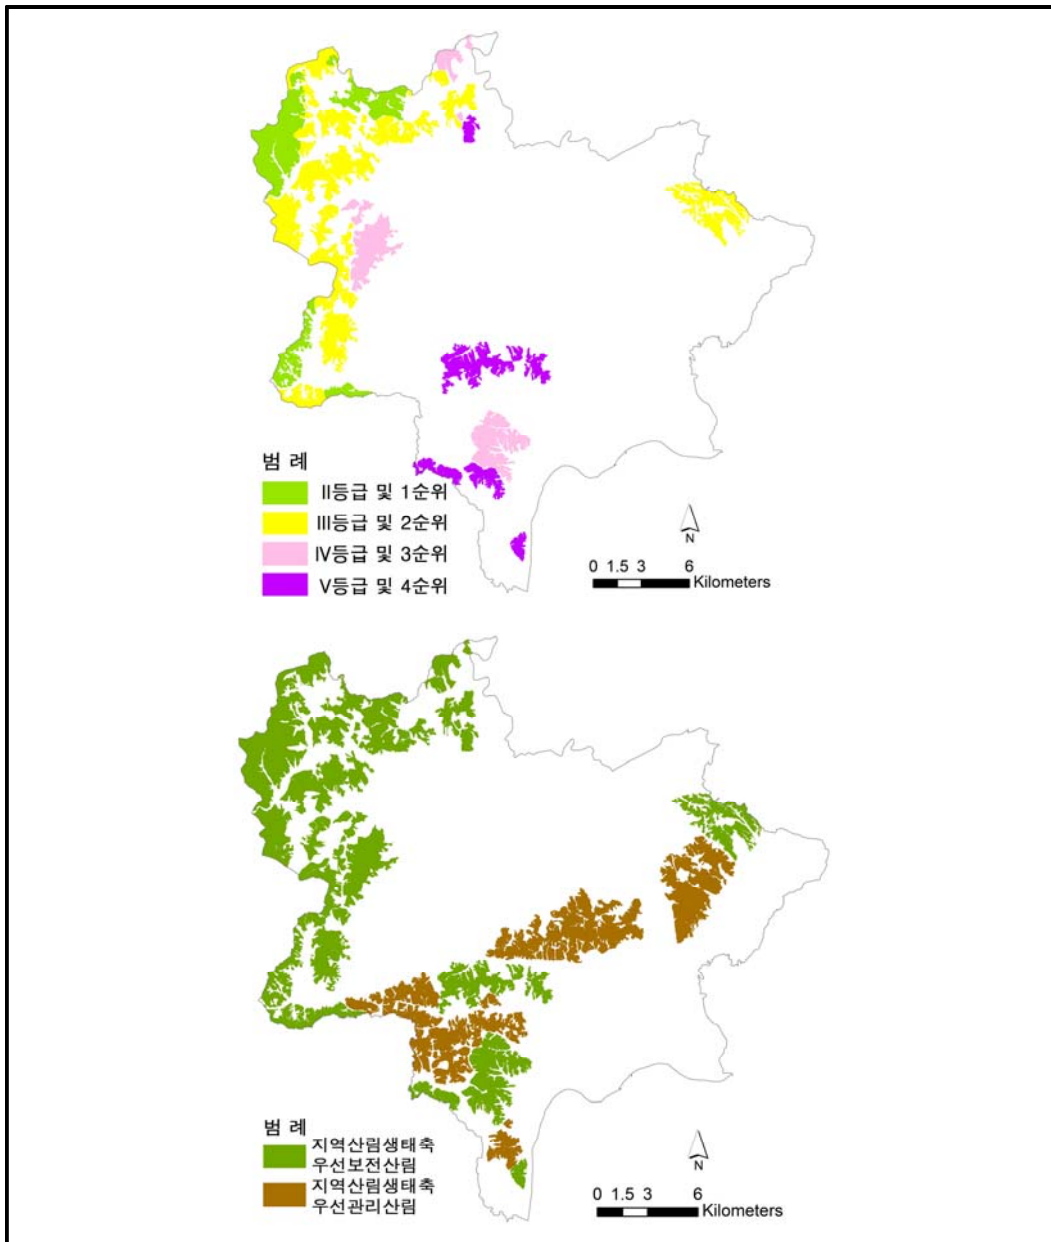 범 례
II등급 및 1순위
III등급 및 2순위
IV등급 및 3순위
V등급 및 4순위
N
0 1.5 3 6
Kilometers
범 례
지역산림생태축
우선보전산림
지역산림생태축
우선관리산림
N
0 1.5 3 6
Kilometers